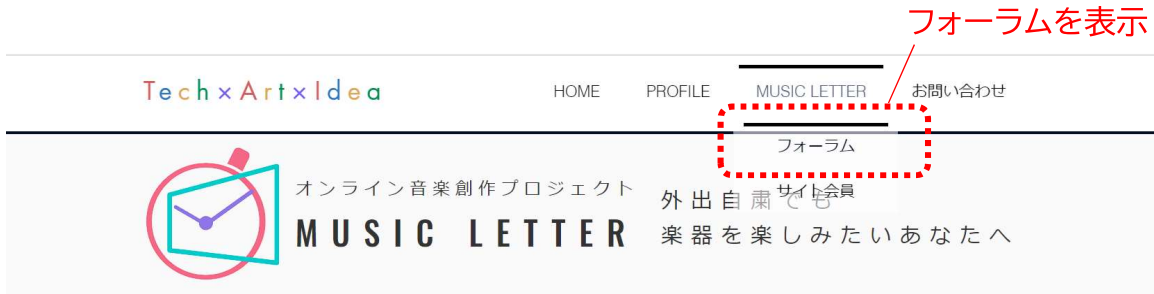 フォーラムを表示
Tech×Art×Idea
HOME
PROFILE
MUSIC LETTER
お問い合わせ
フォーラム
サイト会員
オンライン音楽創作プロジェクト
MUSIC LETTER
外出自粛でも
楽器を楽しみたいあなたへ